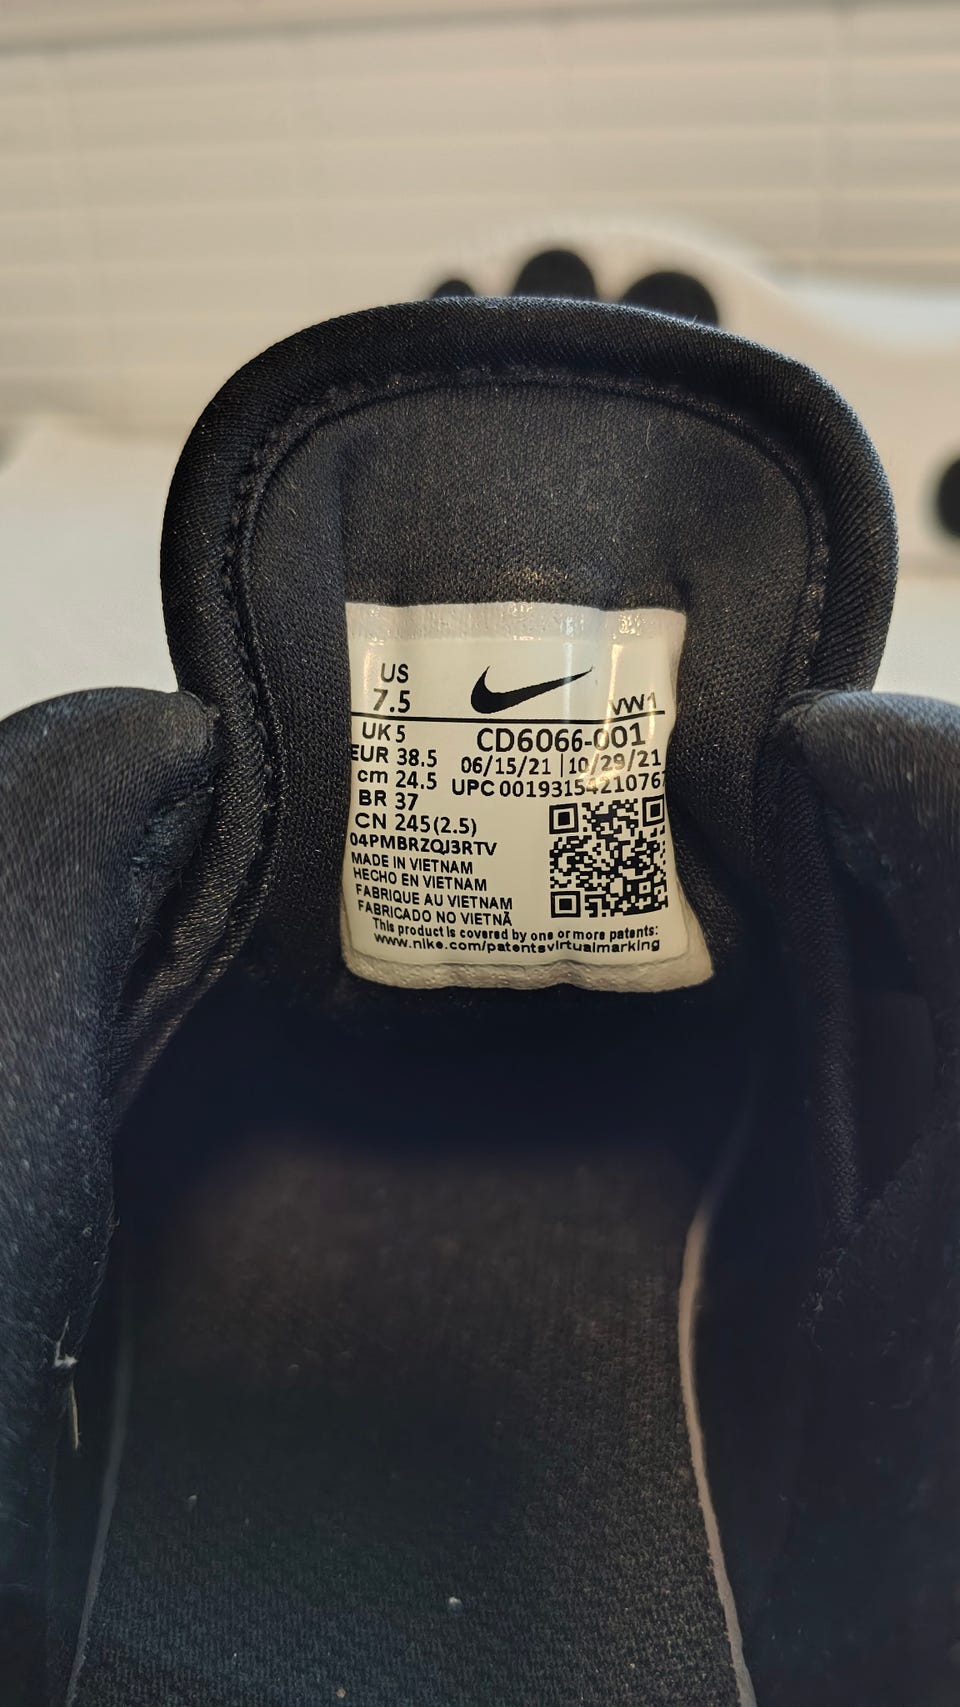 US
7.5
VW1
UK 5
CD6066-001
EUR 38.5
06/15/21 | 10/29/21
cm 24.5
UPC 0019315421076
BR 37
CN 245(2.5)
04PMBRZQJ3RTV
MADE IN VIETNAM
HECHO EN VIETNAM
FABRIQUE AU VIETNAM
FABRICADO NO VIETNÃ
This product is covered by one or more patents:
www.nike.com/patentsvirtualmarking